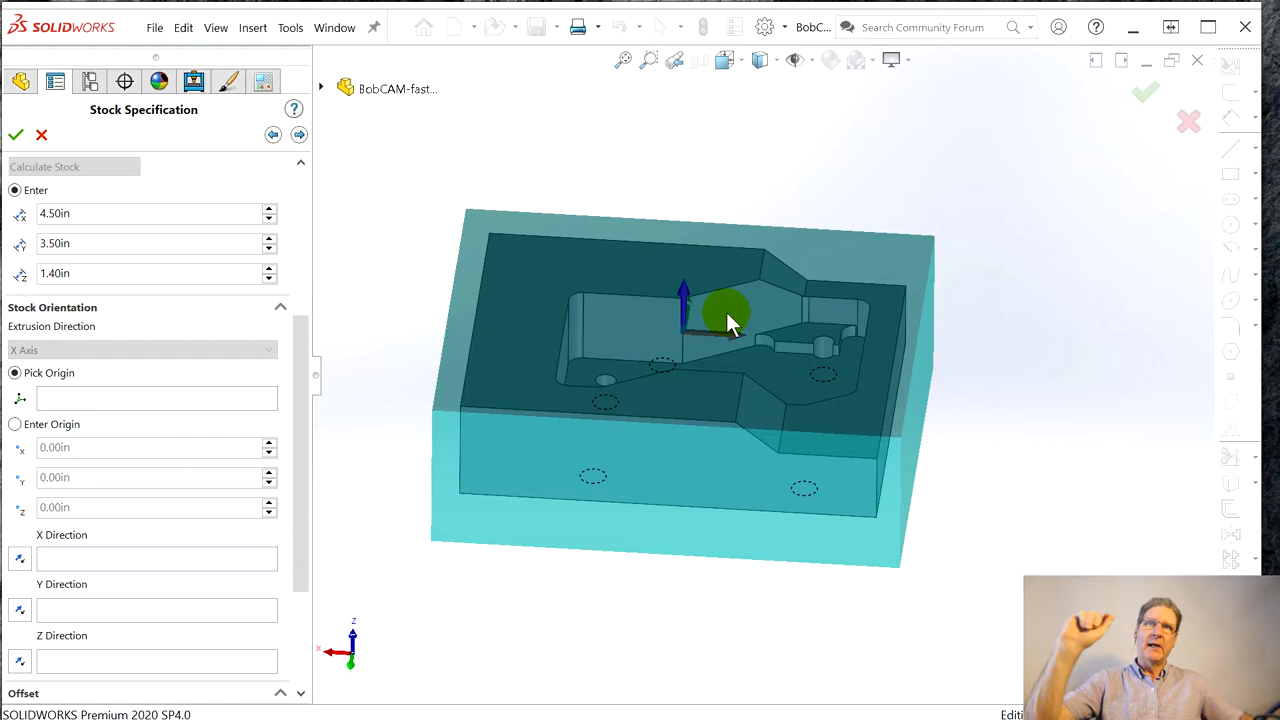 SOLIDWORKS File Edit View Insert Tools Window BobC... Search Community Forum
BobCAM-fast...
Stock Specification
Calculate Stock
Enter
4.50in
3.50in
Z 1.40in
Stock Orientation
Extrusion Direction
X Axis
Pick Origin
Enter Origin
X 0.00in
Y 0.00in
Z 0.00in
X Direction
Y Direction
Z Direction
Offset
Z
X
SOLIDWORKS Premium 2020 SP4.0
Editi